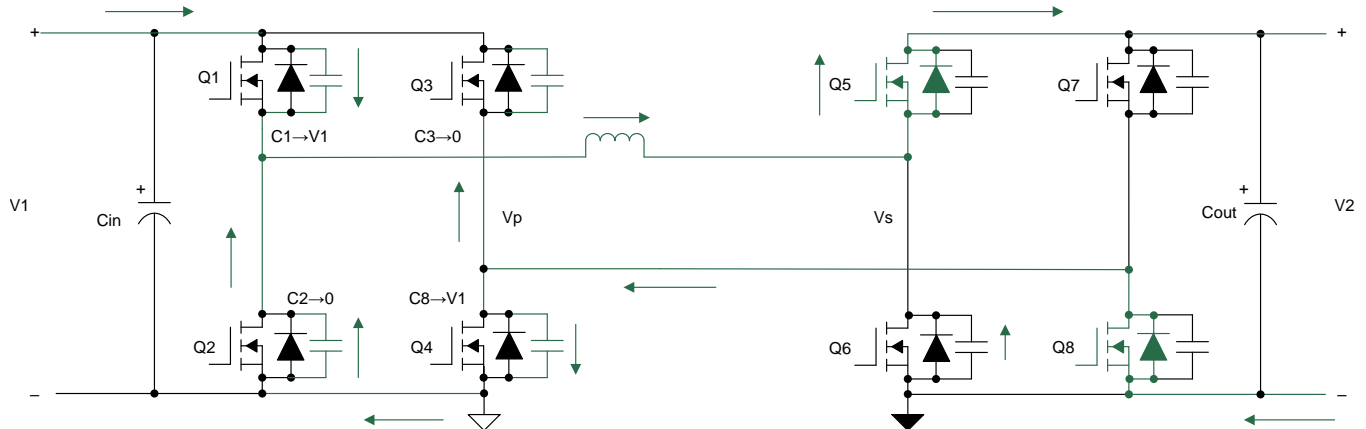 +
+
Q1
Q3
Q5
Q7
C1→V1
C3→0
+
+
V1
Cin
Vp
Vs
Cout
V2
C2→0
C8→V1
Q2
Q4
Q6
Q8
–
–